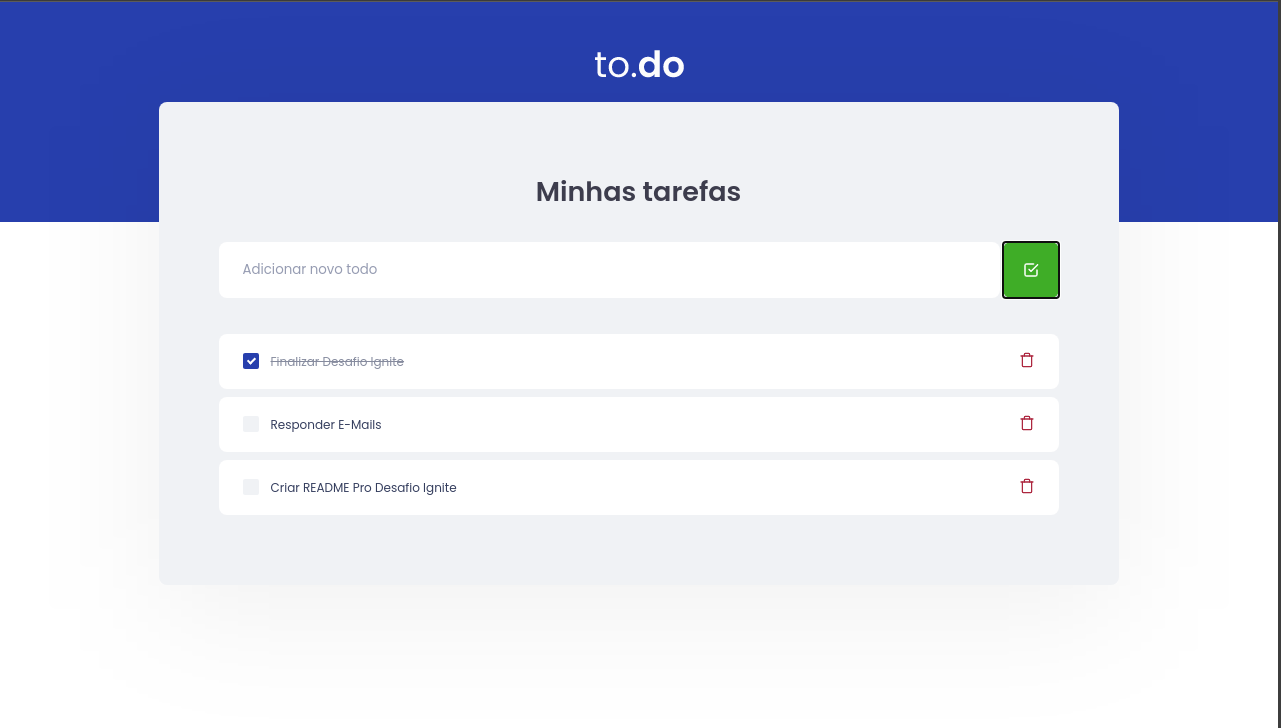 to.do
Minhas tarefas
Adicionar novo todo
Finalizar Desafio Ignite
Responder E-Mails
Criar README Pro Desafio Ignite